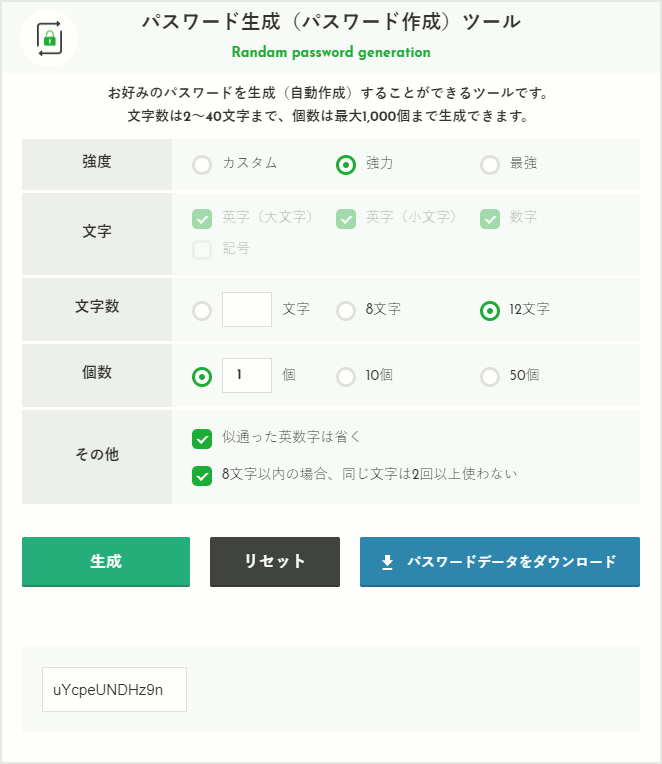 パスワード生成（パスワード作成）ツール
Randam password generation
お好みのパスワードを生成（自動作成）することができるツールです。
文字数は2〜40文字まで、個数は最大1,000個まで生成できます。
強度 カスタム 強力 最強
文字 英字（大文字） 英字（小文字） 数字
記号
文字数 文字 8文字 12文字
個数 1 個 10個 50個
その他 似通った英数字は省く
8文字以内の場合、同じ文字は2回以上使わない
生成 リセット パスワードデータをダウンロード
uYcpeUNDHz9n